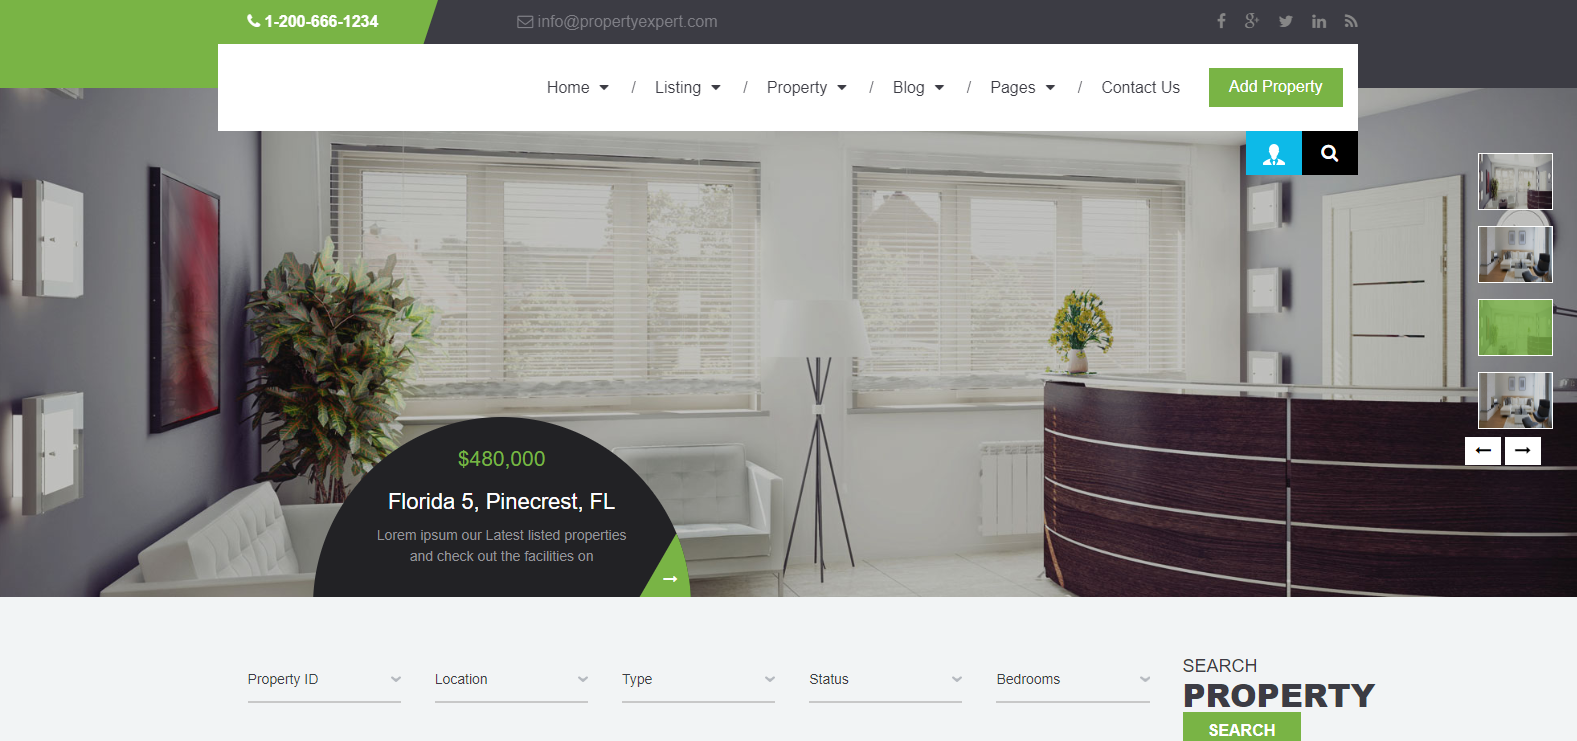 1-200-666-1234
info@propertyexpert.com
Home / Listing / Property / Blog / Pages / Contact Us
Add Property
$480,000
Florida 5, Pinecrest, FL
Lorem ipsum our Latest listed properties
and check out the facilities on
Property ID
Location
Type
Status
Bedrooms
SEARCH
PROPERTY
SEARCH